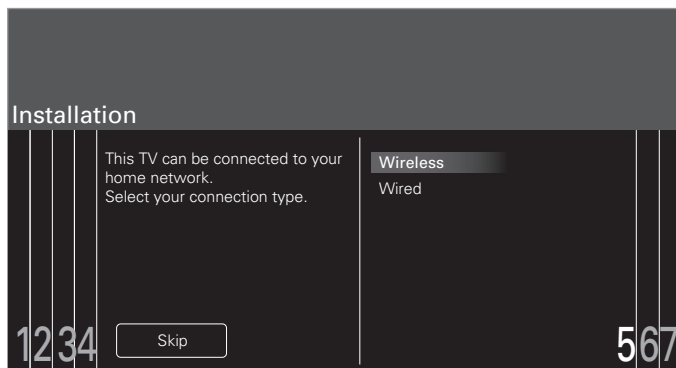 Installation
This TV can be connected to your
home network.
Select your connection type.
Wireless
Wired
1234
Skip
567